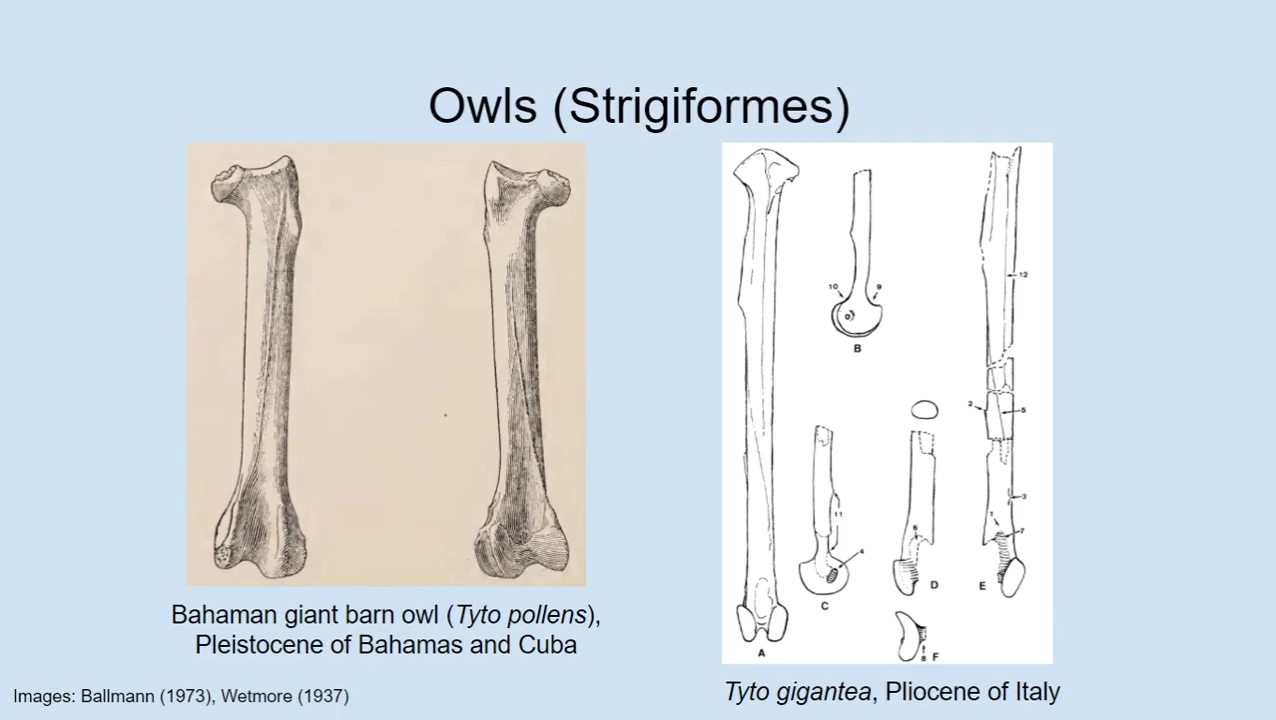 Owls (Strigiformes)
10
9
B
12
2
5
11
4
C
6
D
3
1
7
E
A
8
F
Bahaman giant barn owl (Tyto pollens),
Pleistocene of Bahamas and Cuba
Tyto gigantea, Pliocene of Italy
Images: Ballmann (1973), Wetmore (1937)